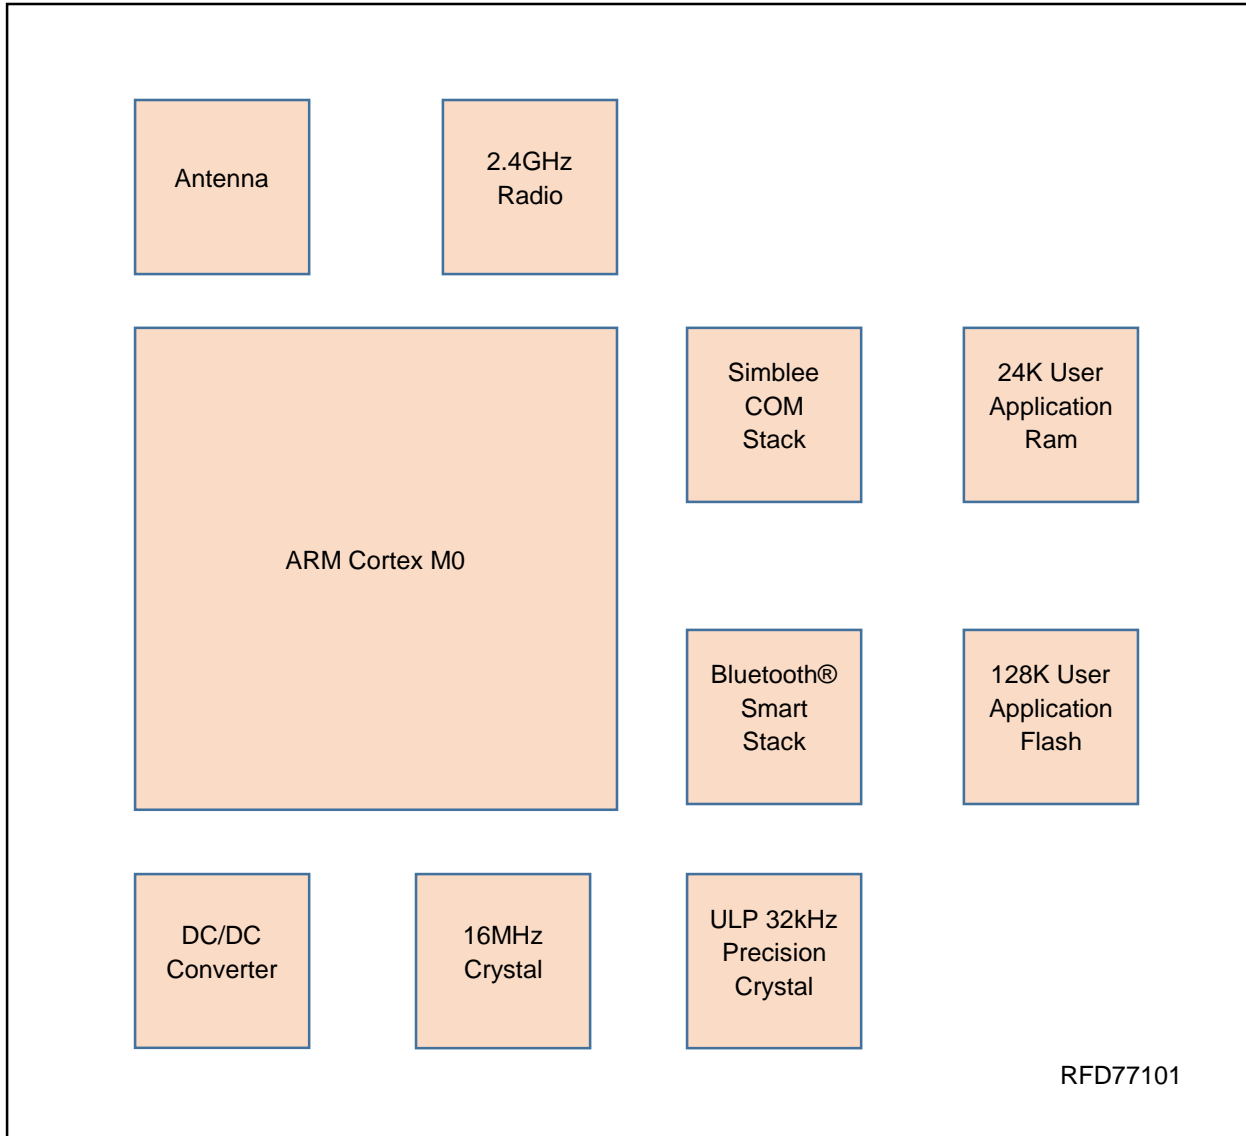 Antenna
2.4GHz
Radio
Simblee
COM
Stack
24K User
Application
Ram
ARM Cortex M0
Bluetooth®
Smart
Stack
128K User
Application
Flash
DC/DC
Converter
16MHz
Crystal
ULP 32kHz
Precision
Crystal
RFD77101